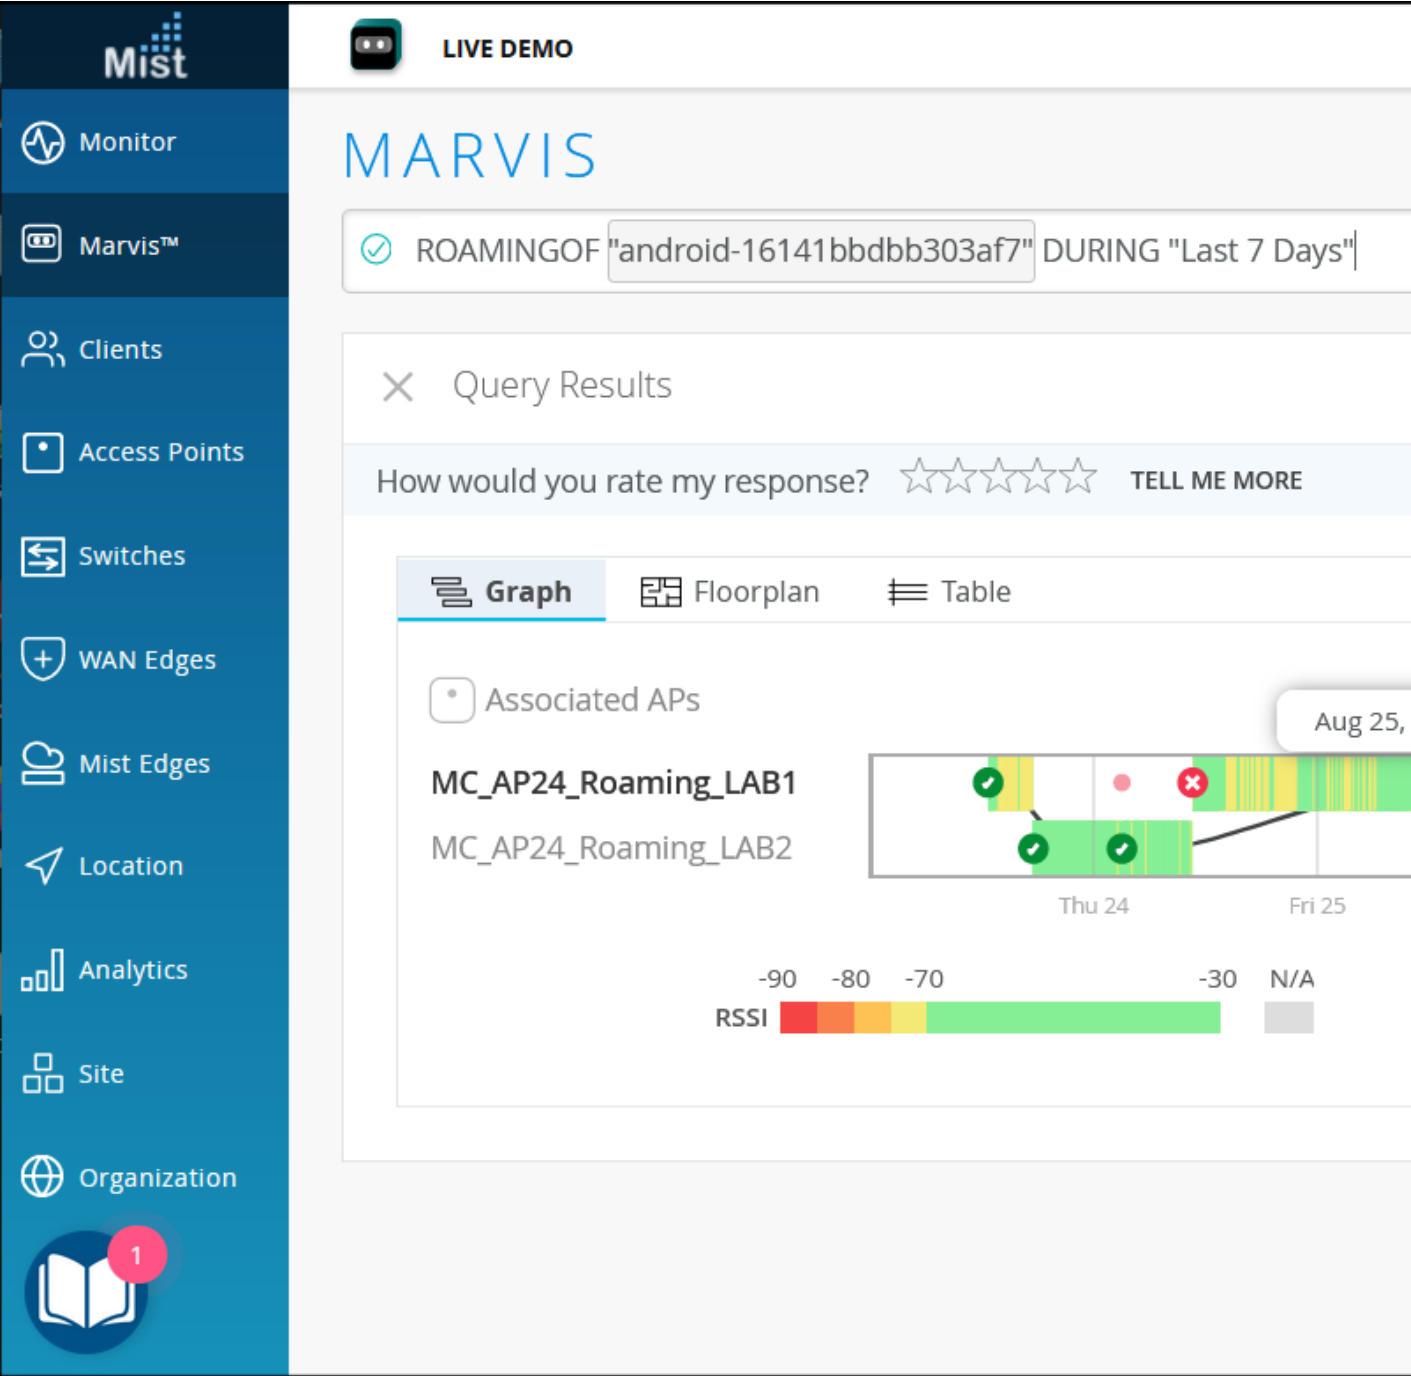 Mist
LIVE DEMO
Monitor
MARVIS
Marvis™
ROAMINGOF "android-16141bbdbb303af7" DURING "Last 7 Days"
Clients
Query Results
Access Points
How would you rate my response? TELL ME MORE
Switches
Graph Floorplan Table
WAN Edges
Associated APs
Aug 25,
Mist Edges
MC_AP24_Roaming_LAB1
MC_AP24_Roaming_LAB2
Location
Thu 24 Fri 25
Analytics
-90 -80 -70 -30 N/A
RSSI
Site
Organization
1